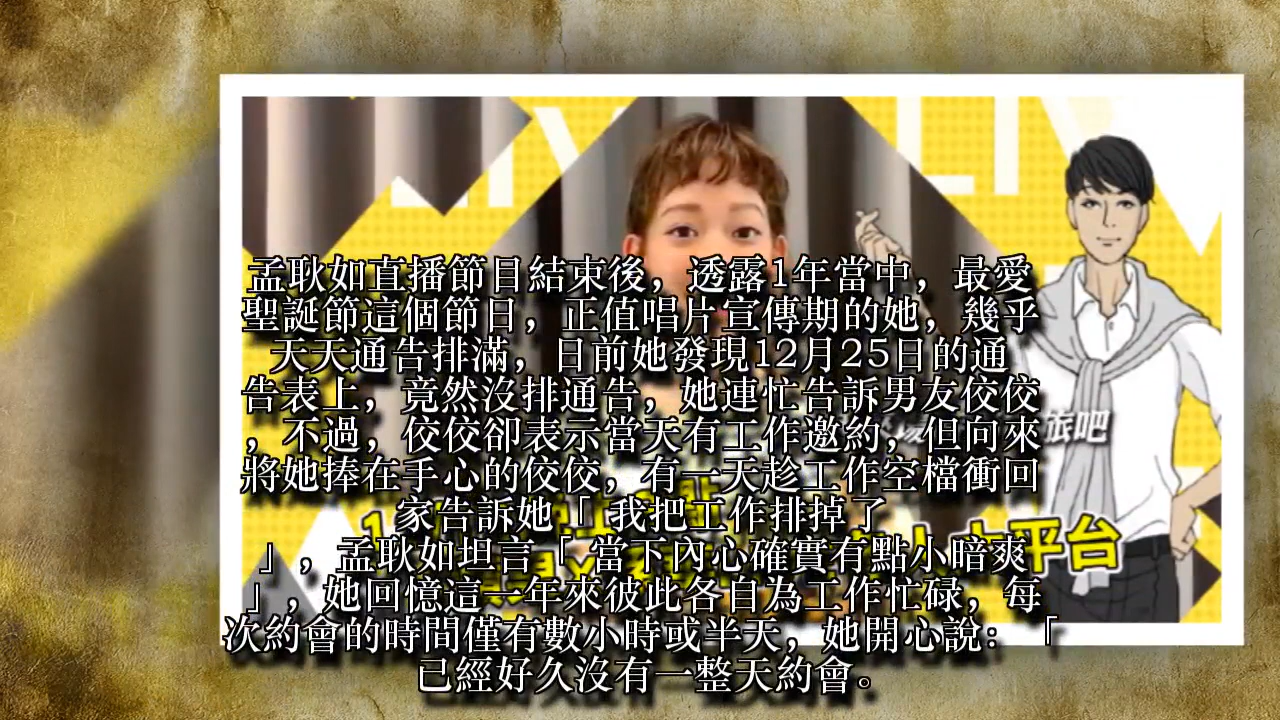 孟耿如直播節目結束後，透露1年當中，最愛
聖誕節這個節日，正值唱片宣傳期的她，幾乎
天天通告排滿，日前她發現12月25日的通
告表上，竟然沒排通告，她連忙告訴男友佼佼
，不過，佼佼卻表示當天有工作邀約，但向來
將她捧在手心的佼佼，有一天趁工作空檔衝回
家告訴她「我把工作排掉了
」，孟耿如坦言「當下內心確實有點小暗爽
」，她回憶這一年來彼此各自為工作忙碌，每
次約會的時間僅有數小時或半天，她開心說：「
已經好久沒有一整天約會。
旅吧
平台